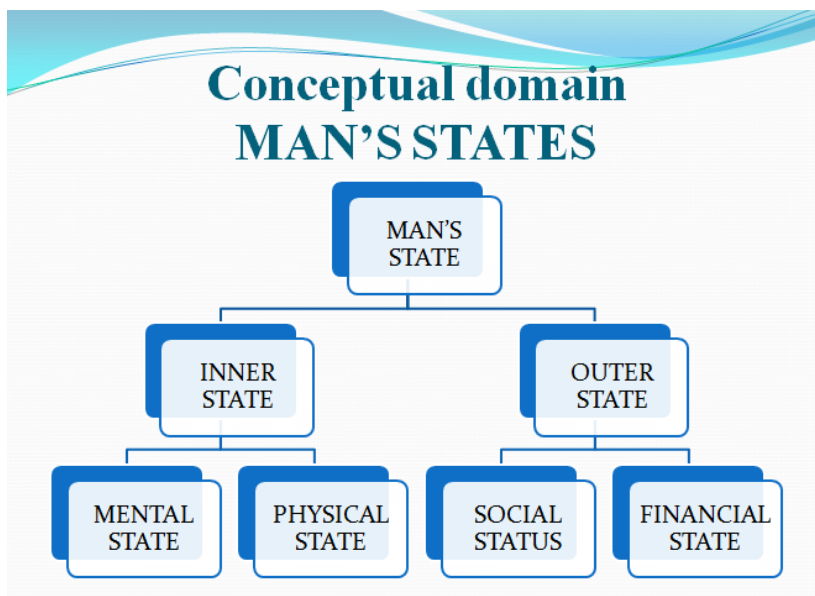 Conceptual domain
MAN'S STATES
MAN'S
STATE
INNER
STATE
OUTER
STATE
MENTAL
STATE
PHYSICAL
STATE
SOCIAL
STATUS
FINANCIAL
STATE